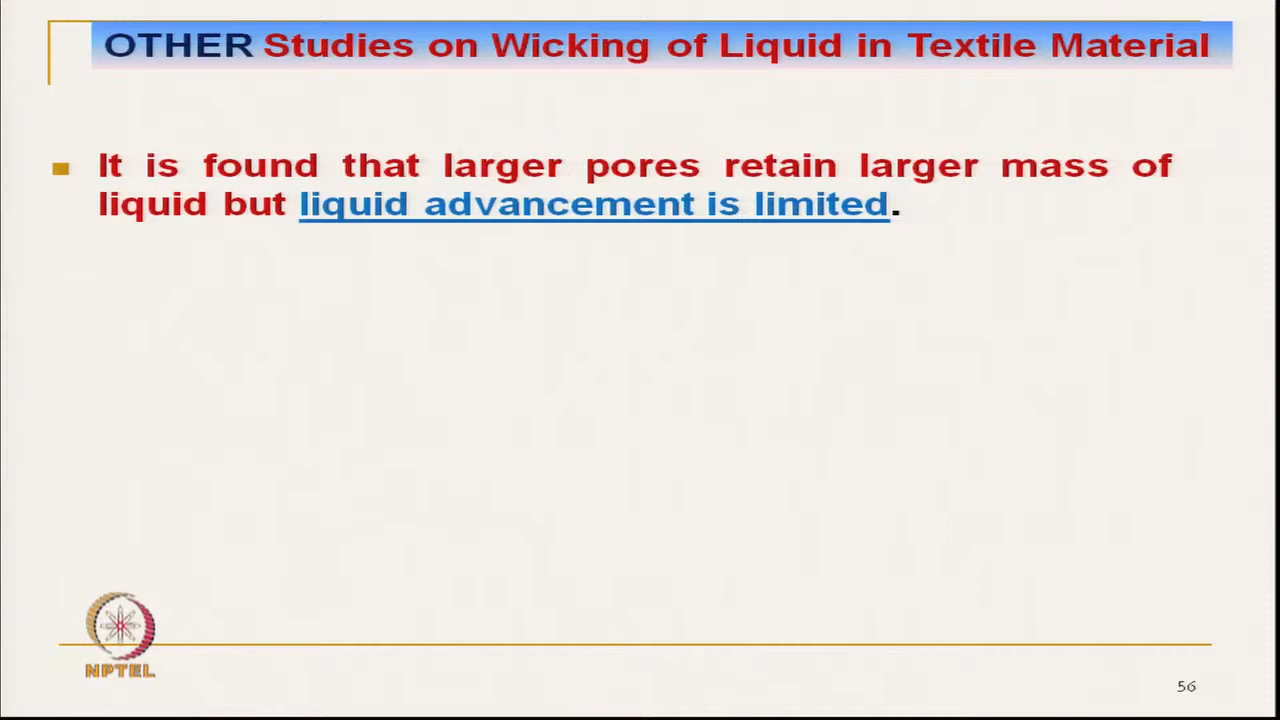 OTHER Studies on Wicking of Liquid in Textile Material
It is found that larger pores retain larger mass of
liquid but liquid advancement is limited.
NPTEL
56